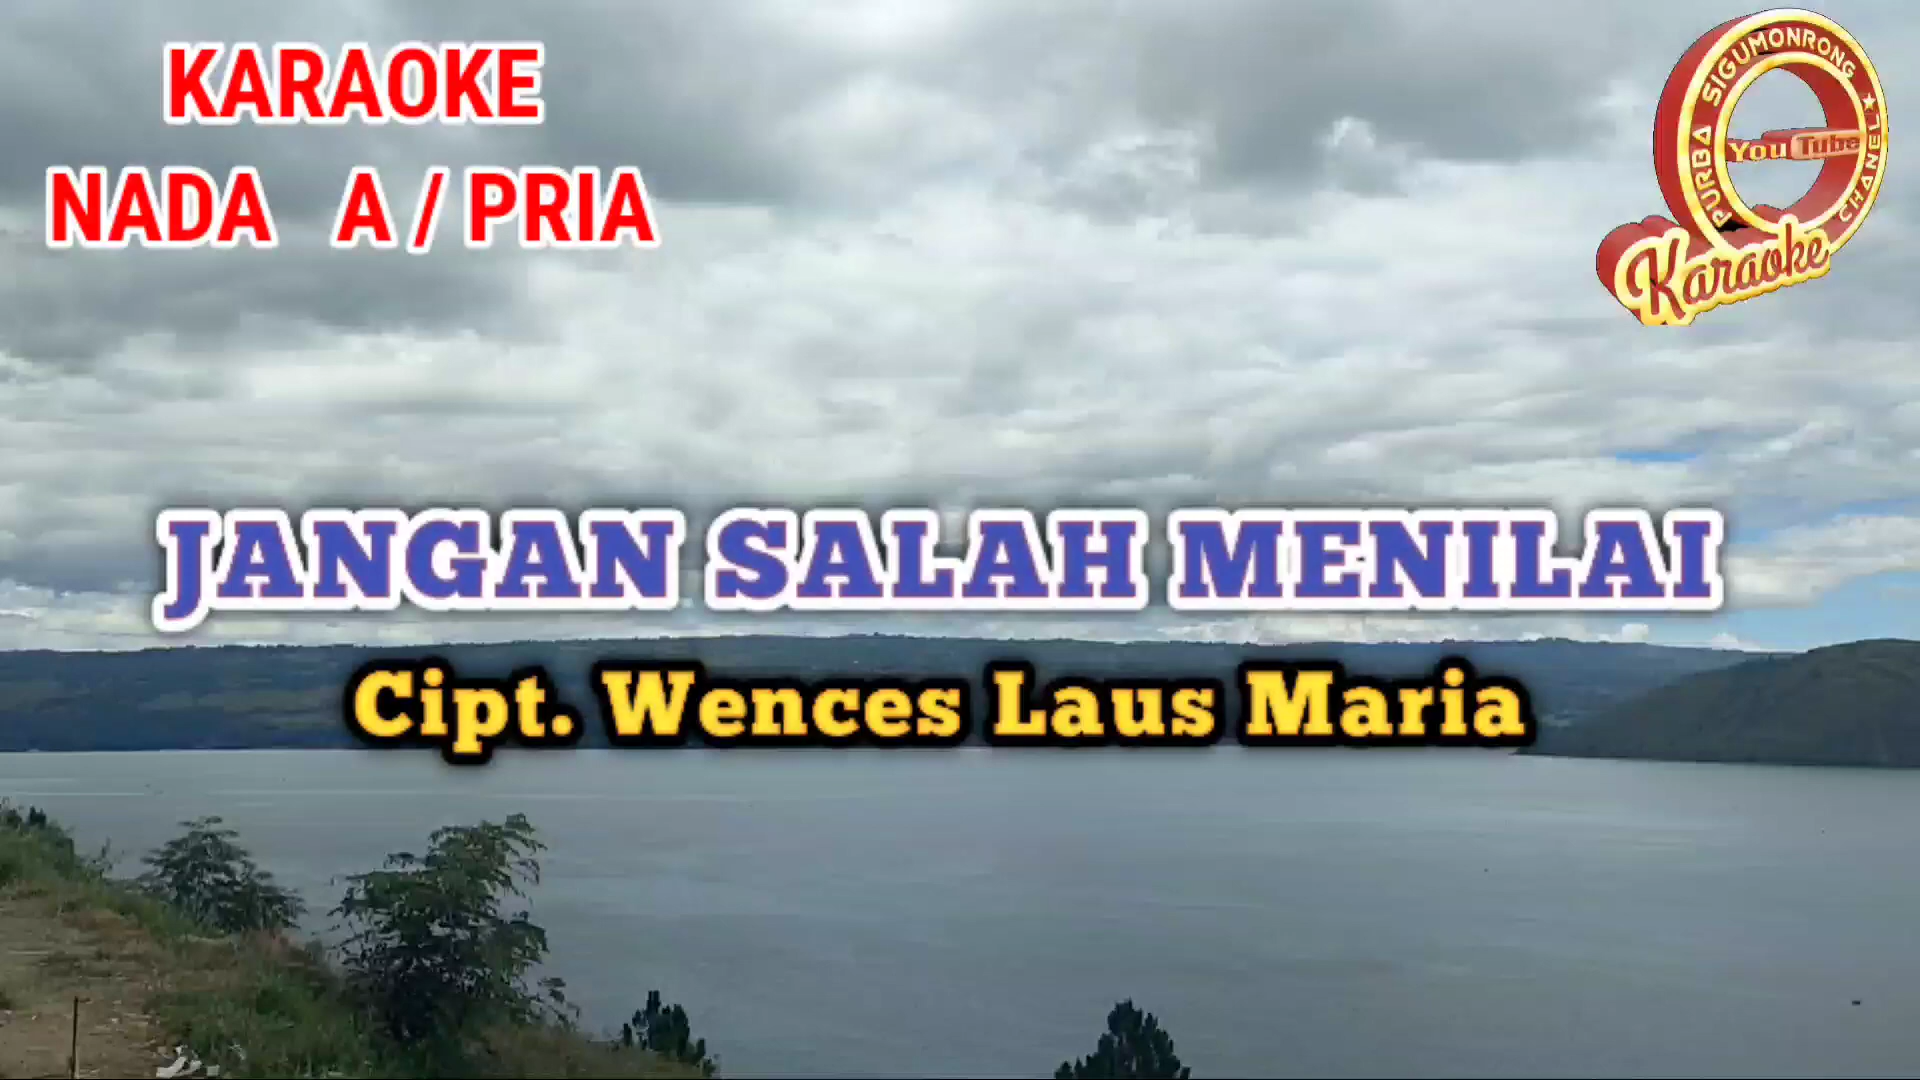 KARAOKE
NADA A / PRIA
PURBA SIGUMONRONG CHANEL
YouTube
Karaoke
JANGAN SALAH MENILAI
Cipt. Wences Laus Maria